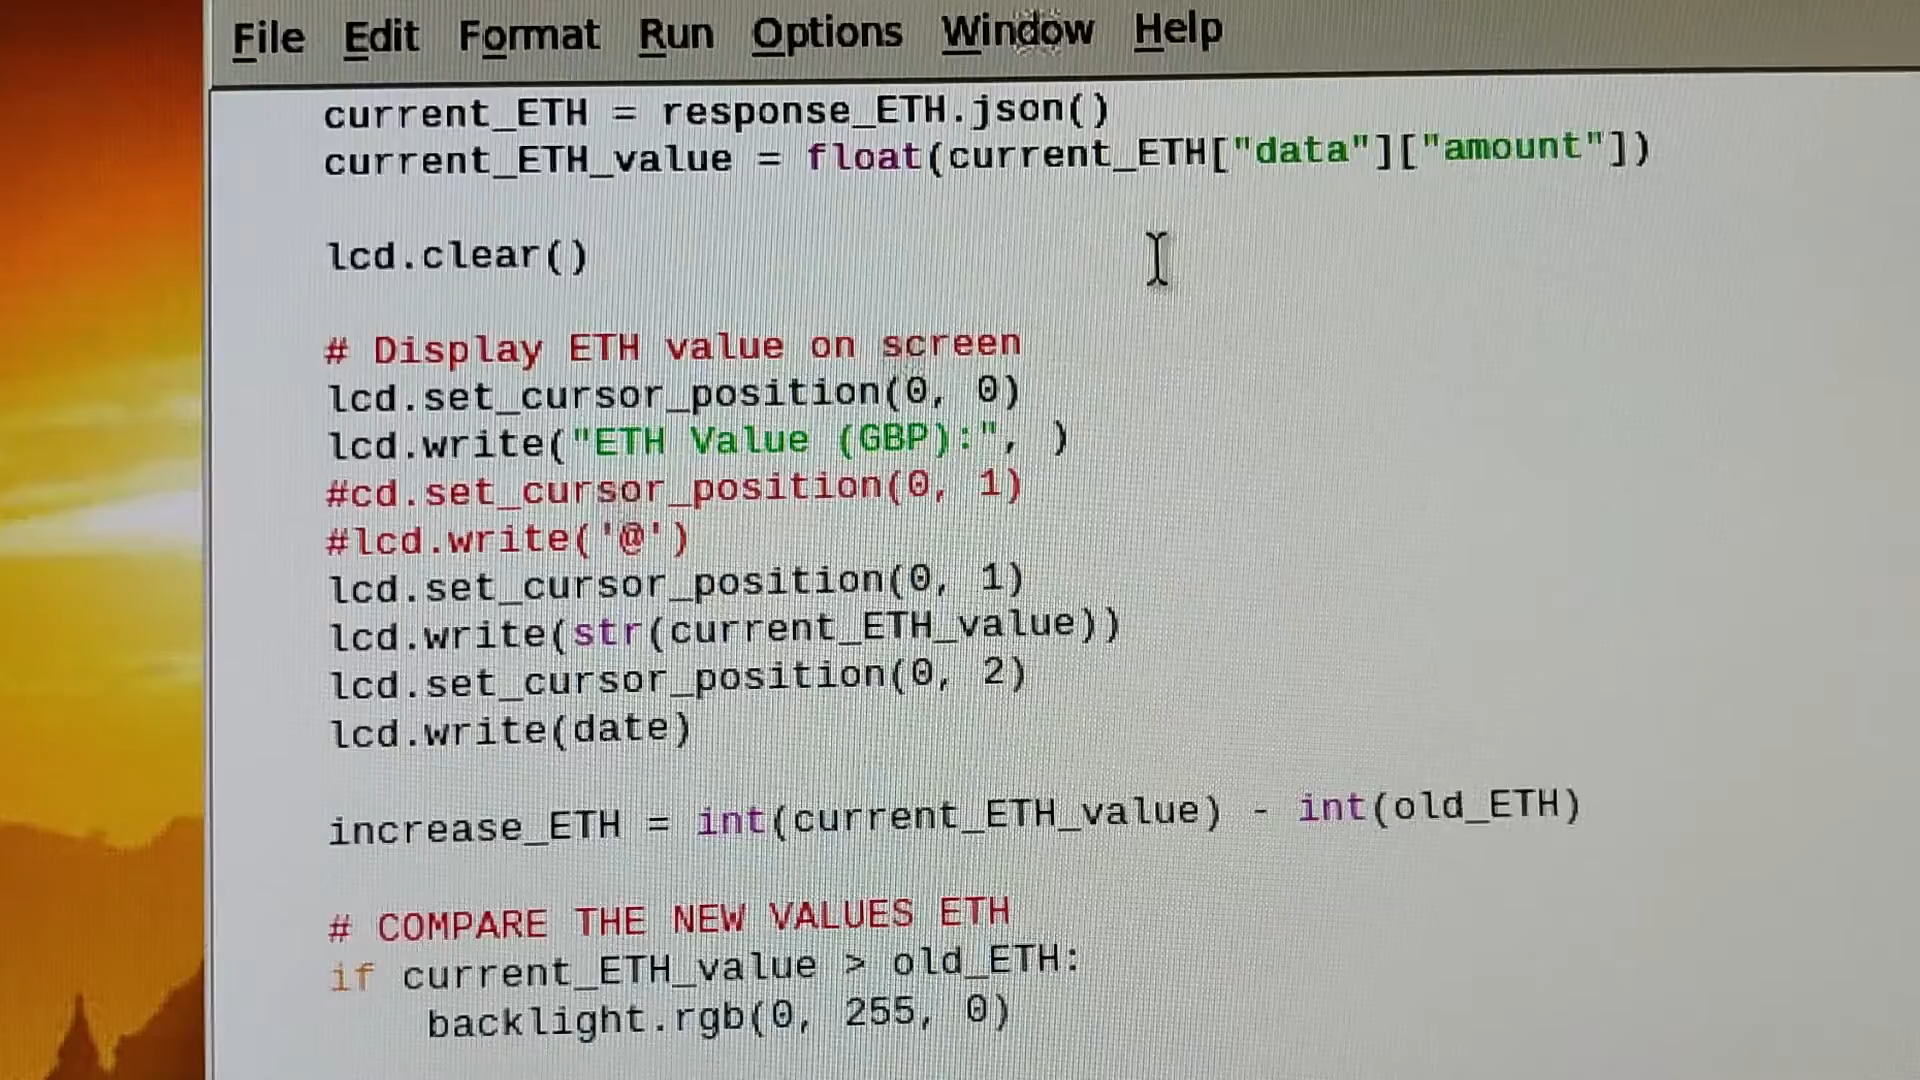 File Edit Format Run Options Window Help
current_ETH = response_ETH.json()
current_ETH_value = float(current_ETH["data"]["amount"])
lcd.clear()
# Display ETH value on screen
lcd.set_cursor_position(0, 0)
lcd.write("ETH Value (GBP):", )
#cd.set_cursor_position(0, 1)
#lcd.write('@')
lcd.set_cursor_position(0, 1)
lcd.write(str(current_ETH_value))
lcd.set_cursor_position(0, 2)
lcd.write(date)
increase_ETH = int(current_ETH_value) - int(old_ETH)
# COMPARE THE NEW VALUES ETH
if current_ETH_value > old_ETH:
backlight.rgb(0, 255, 0)